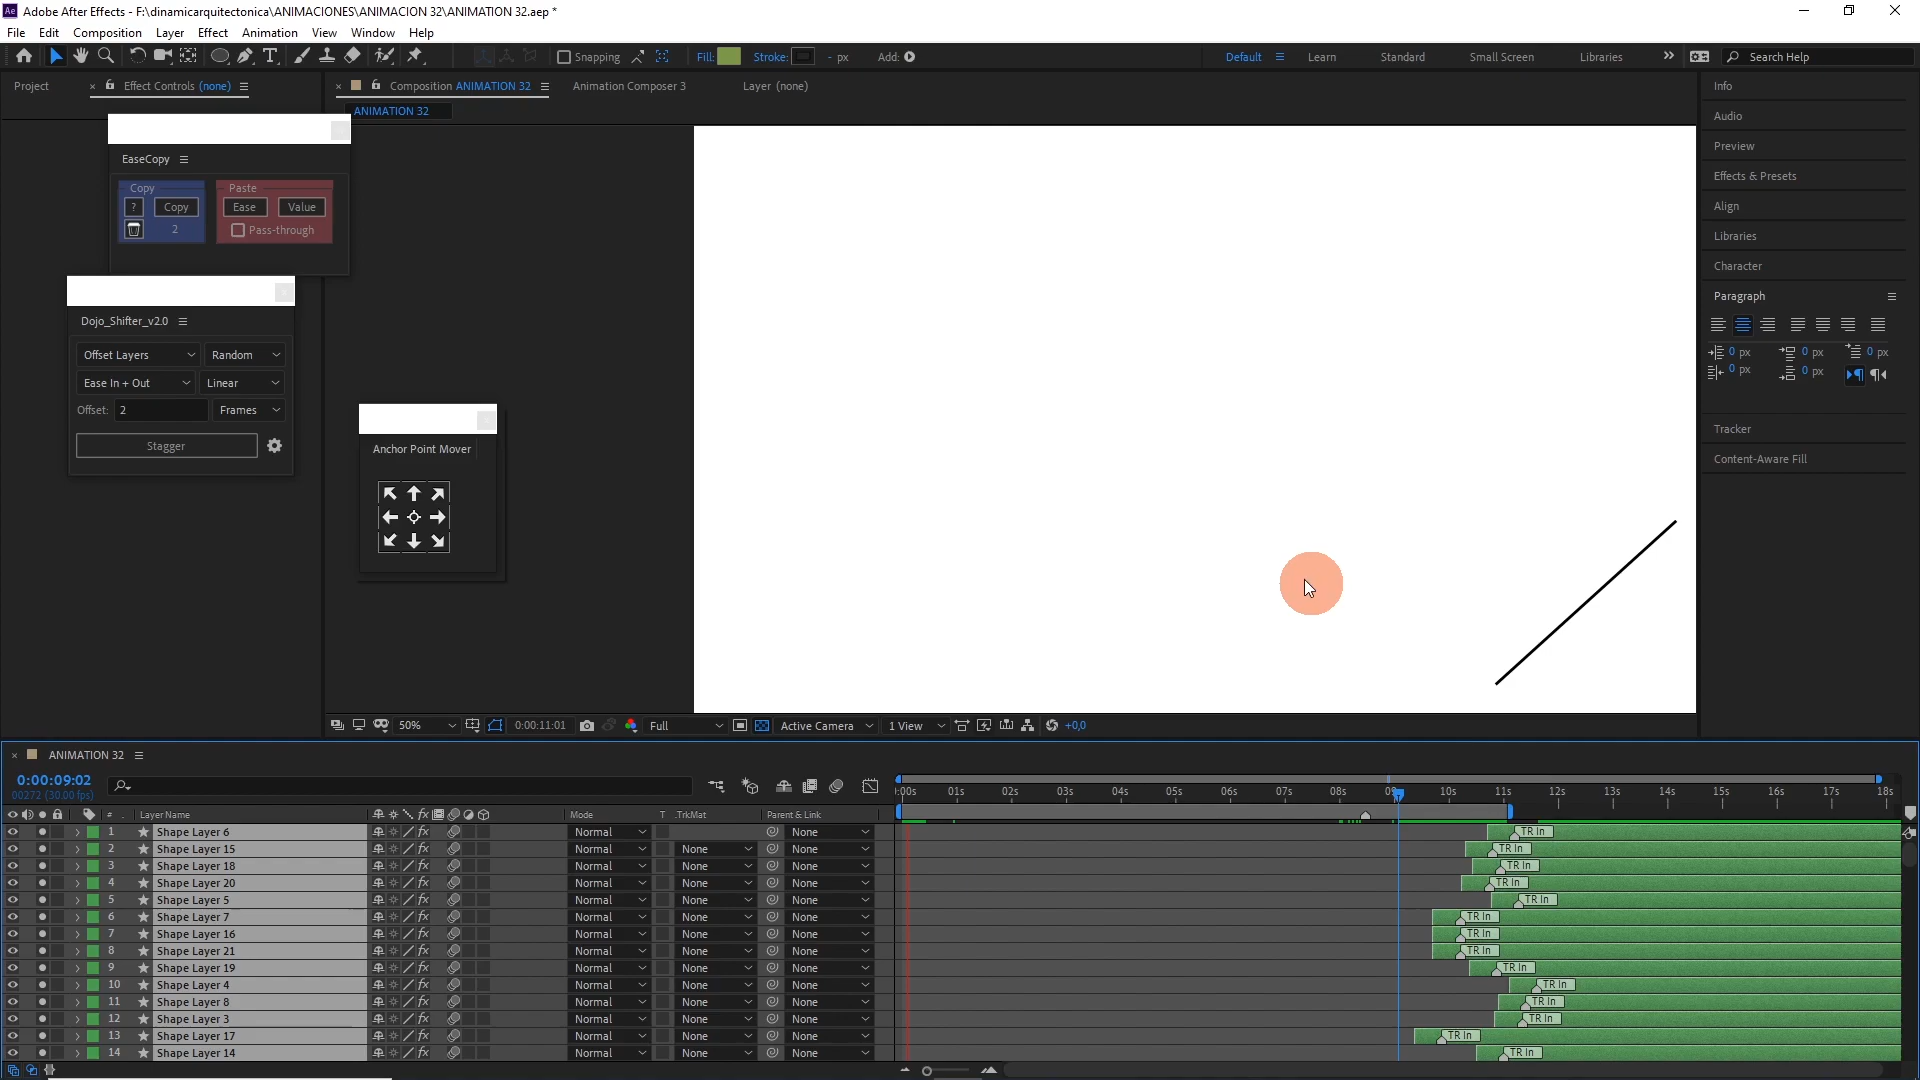 Ae Adobe After Effects - F:\dinamicarquitectonica\ANIMACIONES\ANIMACION 32\ANIMATION 32.aep *
File Edit Composition Layer Effect Animation View Window Help
Snapping Fill: Stroke: - px Add: Default Learn Standard Small Screen Libraries Search Help
Project Effect Controls (none) Composition ANIMATION 32 Animation Composer 3 Layer (none)
ANIMATION 32
EaseCopy
Copy Paste
? Copy Ease Value
2 Pass-through
Dojo_Shifter_v2.0
Offset Layers Random
Ease In + Out Linear
Offset: 2 Frames
Stagger
Anchor Point Mover
Info
Audio
Preview
Effects & Presets
Align
Libraries
Character
Paragraph
0 px 0 px 0 px
0 px 0 px
Tracker
Content-Aware Fill
50% 0:00:11:01 Full Active Camera 1 View +0,0
ANIMATION 32
0:00:09:02
00272 (30.00 fps)
:00s 01s 02s 03s 04s 05s 06s 07s 08s 09s 10s 11s 12s 13s 14s 15s 16s 17s 18s
# Layer Name Mode T .TrkMat Parent & Link
1 Shape Layer 6 Normal None TR In
2 Shape Layer 15 Normal None None TR In
3 Shape Layer 18 Normal None None TR In
4 Shape Layer 20 Normal None None TR In
5 Shape Layer 5 Normal None None TR In
6 Shape Layer 7 Normal None None TR In
7 Shape Layer 16 Normal None None TR In
8 Shape Layer 21 Normal None None TR In
9 Shape Layer 19 Normal None None TR In
10 Shape Layer 4 Normal None None TR In
11 Shape Layer 8 Normal None None TR In
12 Shape Layer 3 Normal None None TR In
13 Shape Layer 17 Normal None None TR In
14 Shape Layer 14 Normal None None TR In